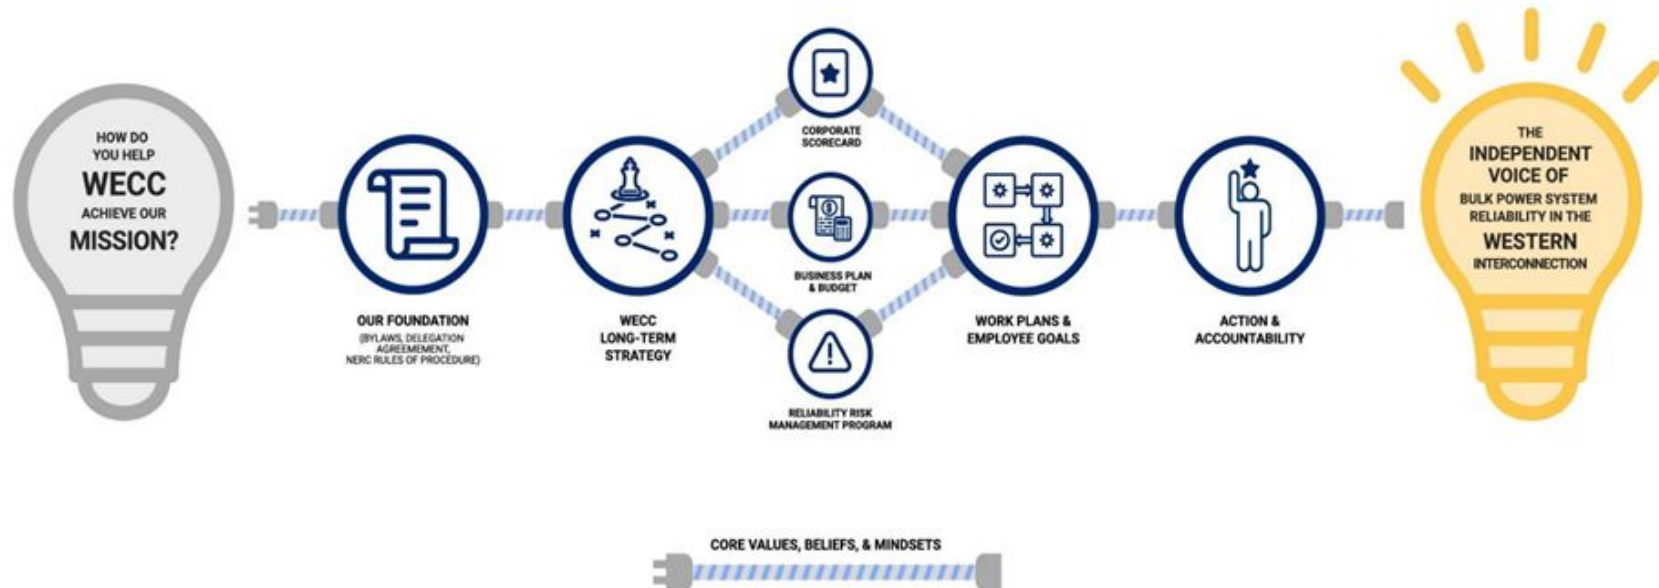 HOW DO
YOU HELP
WECC
ACHIEVE OUR
MISSION?
OUR FOUNDATION
(BYLAWS, DELEGATION
AGREEMEMENT,
NERC RULES OF PROCEDURE)
WECC
LONG-TERM
STRATEGY
CORPORATE
SCORECARD
BUSINESS PLAN
& BUDGET
RELIABILITY RISK
MANAGEMENT PROGRAM
WORK PLANS &
EMPLOYEE GOALS
ACTION &
ACCOUNTABILITY
THE
INDEPENDENT
VOICE OF
BULK POWER SYSTEM
RELIABILITY IN THE
WESTERN
INTERCONNECTION
CORE VALUES, BELIEFS, & MINDSETS